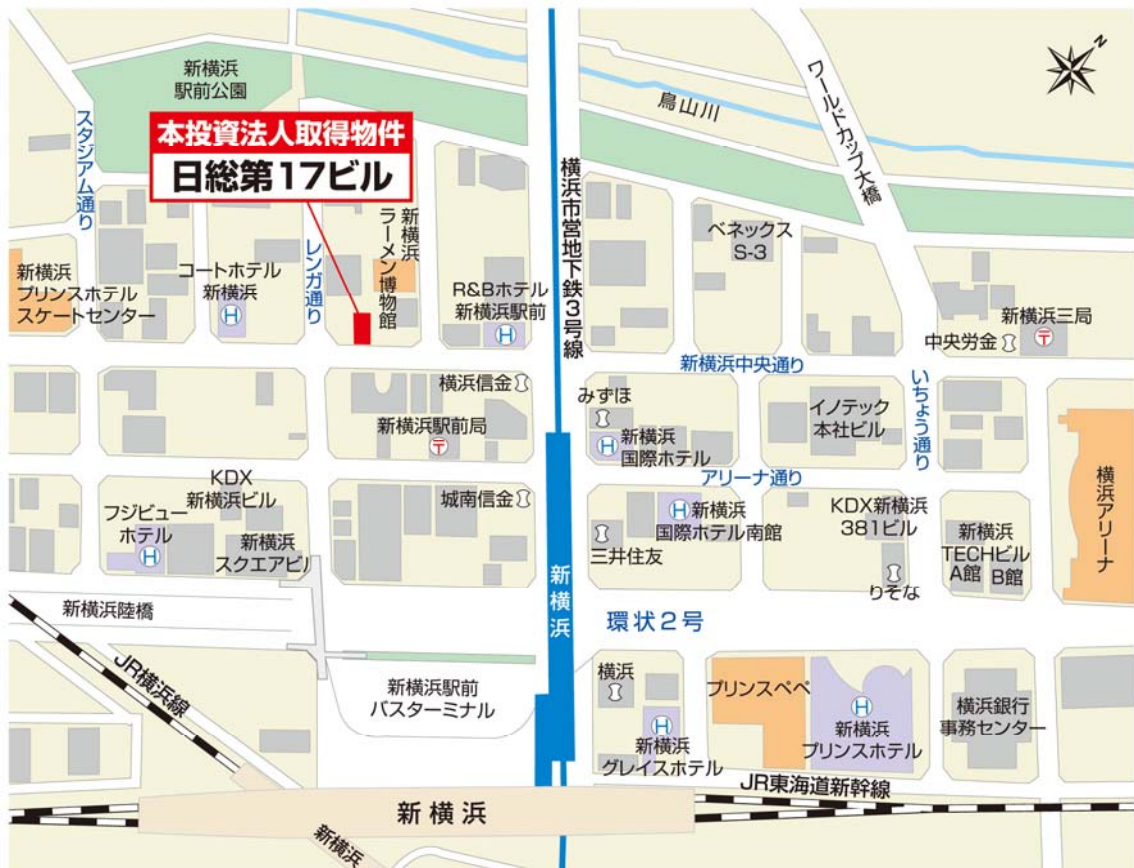 N
新横浜
駅前公園
鳥山川
ワールドカップ大橋
スタジアム通り
本投資法人取得物件
日総第17ビル
横浜市営地下鉄3号線
ベネックス
S-3
新横浜
プリンスホテル
スケートセンター
コートホテル
新横浜
H
レンガ通り
新横浜
ラーメン博物館
R&Bホテル
新横浜駅前
H
新横浜三局
〒
中央労金
新横浜中央通り
横浜信金
みずほ
いちょう通り
イノテック
本社ビル
新横浜駅前局
〒
H
新横浜
国際ホテル
アリーナ通り
横浜アリーナ
KDX
新横浜ビル
フジビュー
ホテル
H
新横浜
スクエアビル
城南信金
H
新横浜
国際ホテル南館
三井住友
KDX新横浜
381ビル
りそな
新横浜
TECHビル
A館
B館
新横浜
環状2号
新横浜陸橋
JR横浜線
新横浜駅前
バスターミナル
横浜
プリンスペペ
H
新横浜
グレイスホテル
H
新横浜
プリンスホテル
横浜銀行
事務センター
JR東海道新幹線
新横浜
新横浜